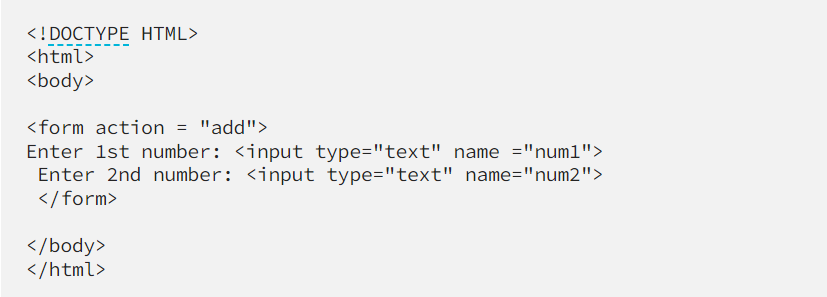 <!DOCTYPE HTML>
<html>
<body>
<form action = "add">
Enter 1st number: <input type="text" name ="num1">
Enter 2nd number: <input type="text" name="num2">
</form>
</body>
</html>